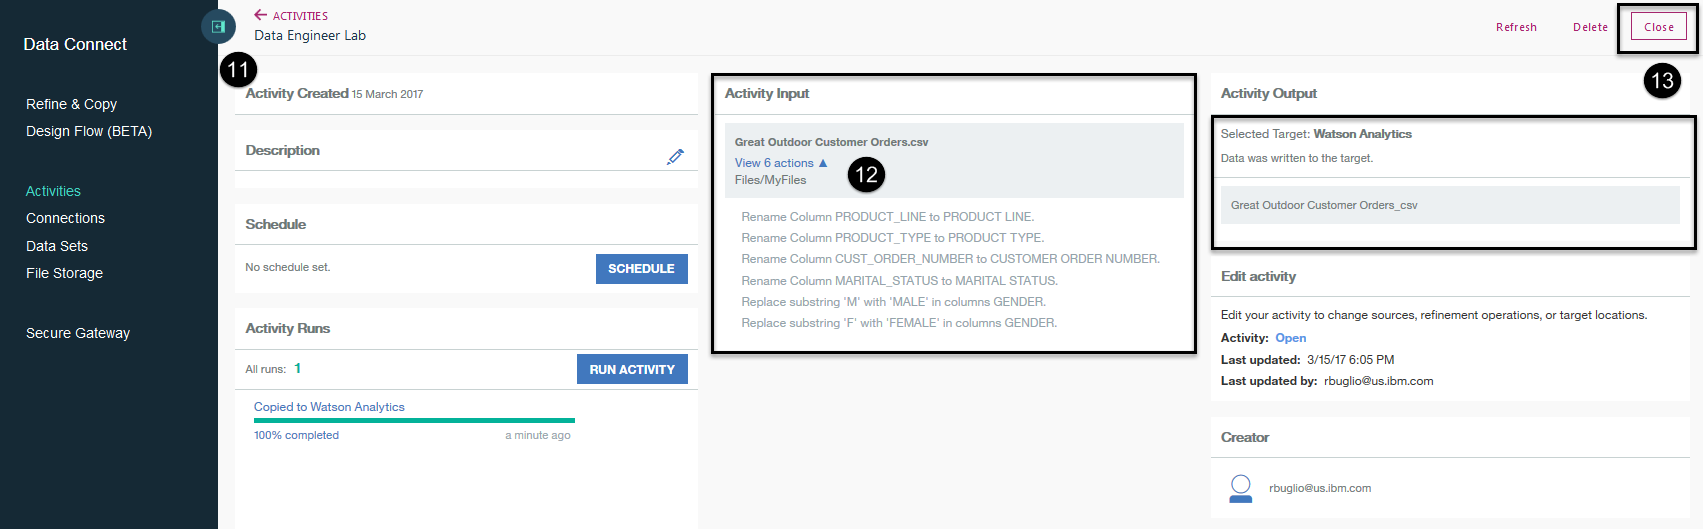 Data Connect
Refine & Copy
Design Flow (BETA)
Activities
Connections
Data Sets
File Storage
Secure Gateway
ACTIVITIES
Data Engineer Lab
Refresh
Delete
Close
11
13
Activity Created 15 March 2017
Description
Schedule
No schedule set.
SCHEDULE
Activity Runs
All runs: 1
RUN ACTIVITY
Copied to Watson Analytics
100% completed
a minute ago
Activity Input
Great Outdoor Customer Orders.csv
View 6 actions ▲
12
Files/MyFiles
Rename Column PRODUCT_LINE to PRODUCT LINE.
Rename Column PRODUCT_TYPE to PRODUCT TYPE.
Rename Column CUST_ORDER_NUMBER to CUSTOMER ORDER NUMBER.
Rename Column MARITAL_STATUS to MARITAL STATUS.
Replace substring 'M' with 'MALE' in columns GENDER.
Replace substring 'F' with 'FEMALE' in columns GENDER.
Activity Output
Selected Target: Watson Analytics
Data was written to the target.
Great Outdoor Customer Orders_csv
Edit activity
Edit your activity to change sources, refinement operations, or target locations.
Activity: Open
Last updated: 3/15/17 6:05 PM
Last updated by: rbuglio@us.ibm.com
Creator
rbuglio@us.ibm.com